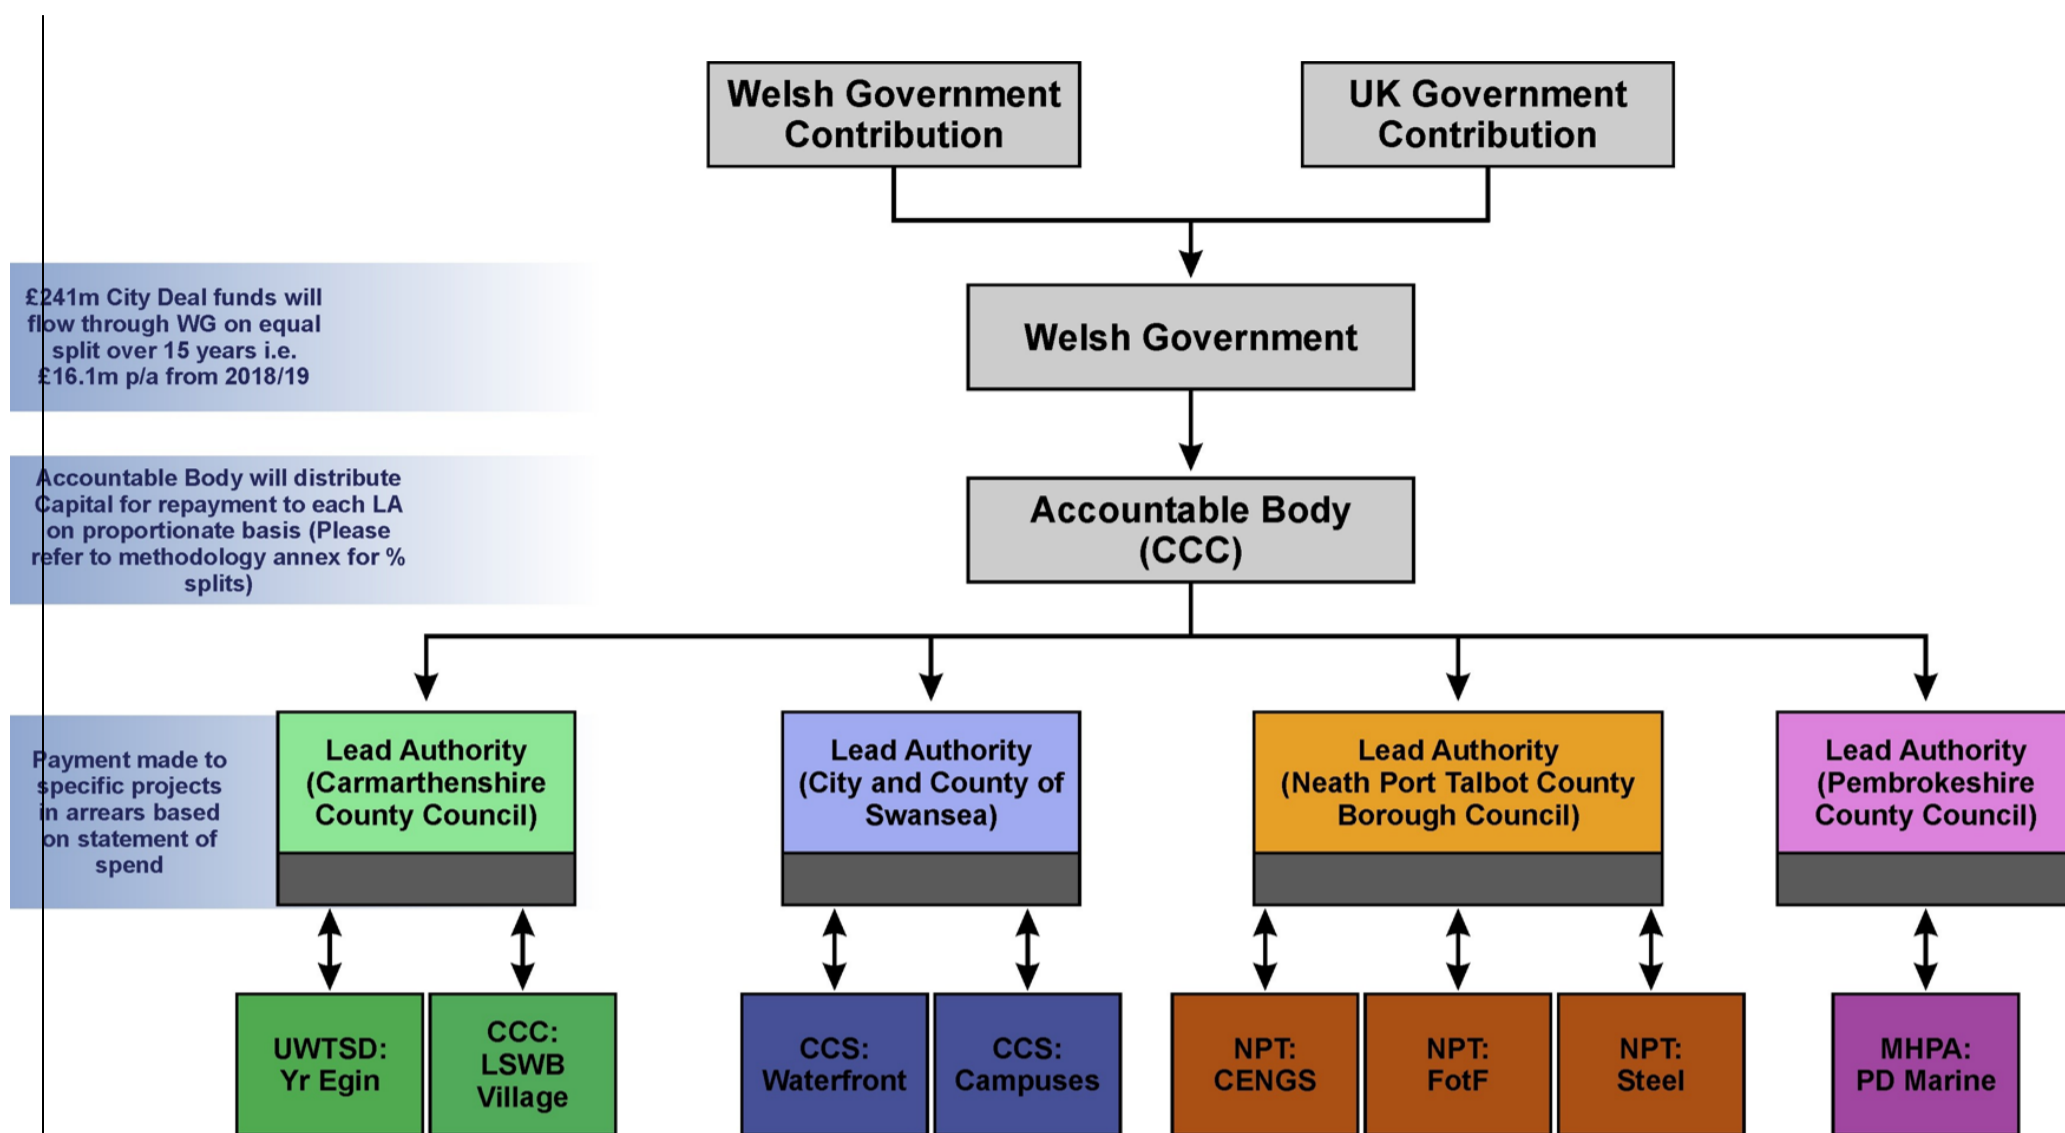 Welsh Government
Contribution
UK Government
Contribution
£241m City Deal funds will
flow through WG on equal
split over 15 years i.e.
£16.1m p/a from 2018/19
Welsh Government
Accountable Body will distribute
Capital for repayment to each LA
on proportionate basis (Please
refer to methodology annex for %
splits)
Accountable Body
(CCC)
Payment made to
specific projects
in arrears based
on statement of
spend
Lead Authority
(Carmarthenshire
County Council)
Lead Authority
(City and County of
Swansea)
Lead Authority
(Neath Port Talbot County
Borough Council)
Lead Authority
(Pembrokeshire
County Council)
UWTSD:
Yr Egin
CCC:
LSWB
Village
CCS:
Waterfront
CCS:
Campuses
NPT:
CENGS
NPT:
FotF
NPT:
Steel
MHPA:
PD Marine